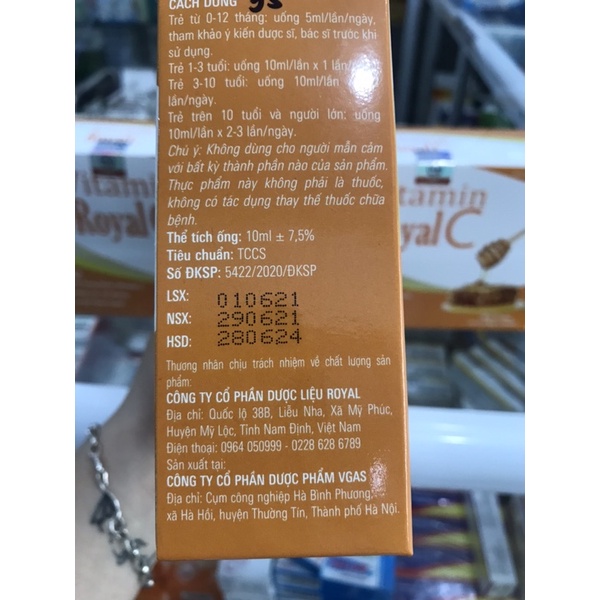 CÁCH DÙNG
Trẻ từ 0-12 tháng: uống 5ml/lần/ngày,
tham khảo ý kiến dược sĩ, bác sĩ trước khi
sử dụng.
Trẻ 1-3 tuổi: uống 10ml/lần x 1 lần/ngày
Trẻ 3-10 tuổi: uống 10ml/lần
lần/ngày.
Trẻ trên 10 tuổi và người lớn: uống
10ml/lần x 2-3 lần/ngày.
Chú ý: Không dùng cho người mẫn cảm
với bất kỳ thành phần nào của sản phẩm.
Thực phẩm này không phải là thuốc,
không có tác dụng thay thế thuốc chữa
bệnh.
Thể tích ống: 10ml ± 7,5%
Tiêu chuẩn: TCCS
Số ĐKSP: 5422/2020/ĐKSP
LSX: 010621
NSX: 290621
HSD: 280624
Thương nhân chịu trách nhiệm về chất lượng sản
phẩm:
CÔNG TY CỔ PHẦN DƯỢC LIỆU ROYAL
Địa chỉ: Quốc lộ 38B, Liễu Nha, Xã Mỹ Phúc,
Huyện Mỹ Lộc, Tỉnh Nam Định, Việt Nam
Điện thoại: 0964 050999 - 0228 628 6789
Sản xuất tại:
CÔNG TY CỔ PHẦN DƯỢC PHẨM VGAS
Địa chỉ: Cụm công nghiệp Hà Bình Phương,
xã Hà Hồi, huyện Thường Tín, Thành phố Hà Nội.
Vitamin
Royal C
tamin
yal C